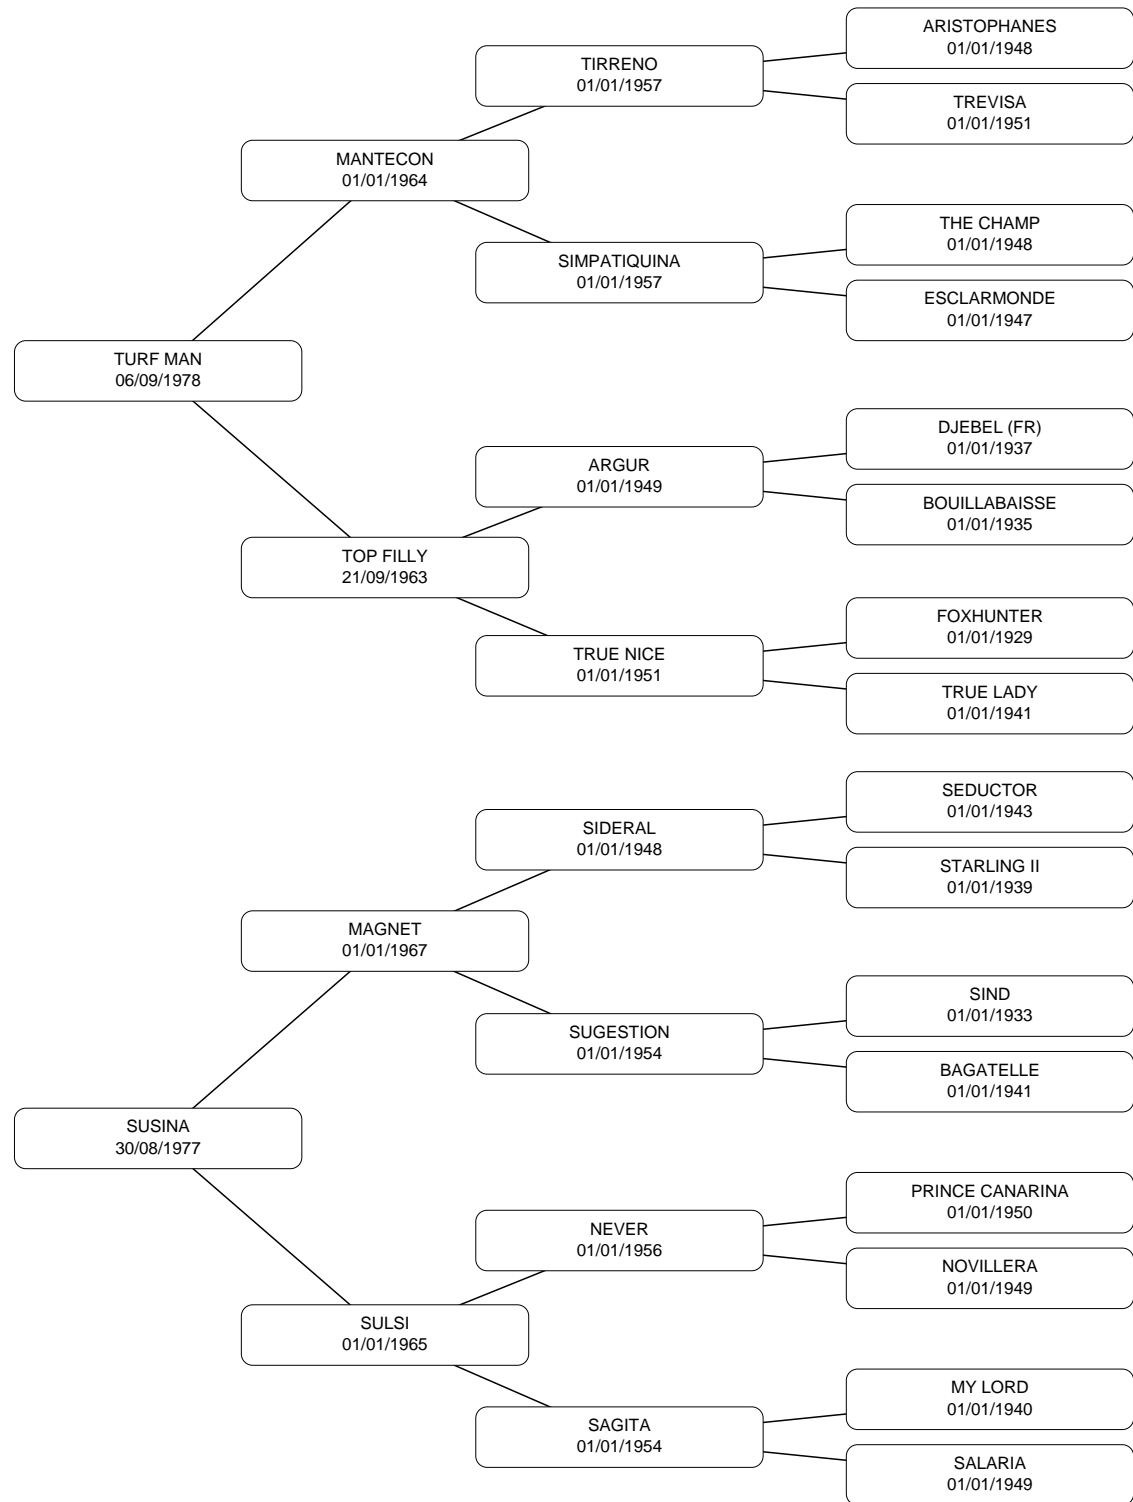 ARISTOPHANES
01/01/1948
TIRRENO
01/01/1957
TREVISA
01/01/1951
MANTECON
01/01/1964
THE CHAMP
01/01/1948
SIMPATIQUINA
01/01/1957
ESCLARMONDE
01/01/1947
TURF MAN
06/09/1978
DJEBEL (FR)
01/01/1937
ARGUR
01/01/1949
BOUILLABAISSE
01/01/1935
TOP FILLY
21/09/1963
FOXHUNTER
01/01/1929
TRUE NICE
01/01/1951
TRUE LADY
01/01/1941
SEDUCTOR
01/01/1943
SIDERAL
01/01/1948
STARLING II
01/01/1939
MAGNET
01/01/1967
SIND
01/01/1933
SUGESTION
01/01/1954
BAGATELLE
01/01/1941
SUSINA
30/08/1977
PRINCE CANARINA
01/01/1950
NEVER
01/01/1956
NOVILLERA
01/01/1949
SULSI
01/01/1965
MY LORD
01/01/1940
SAGITA
01/01/1954
SALARIA
01/01/1949